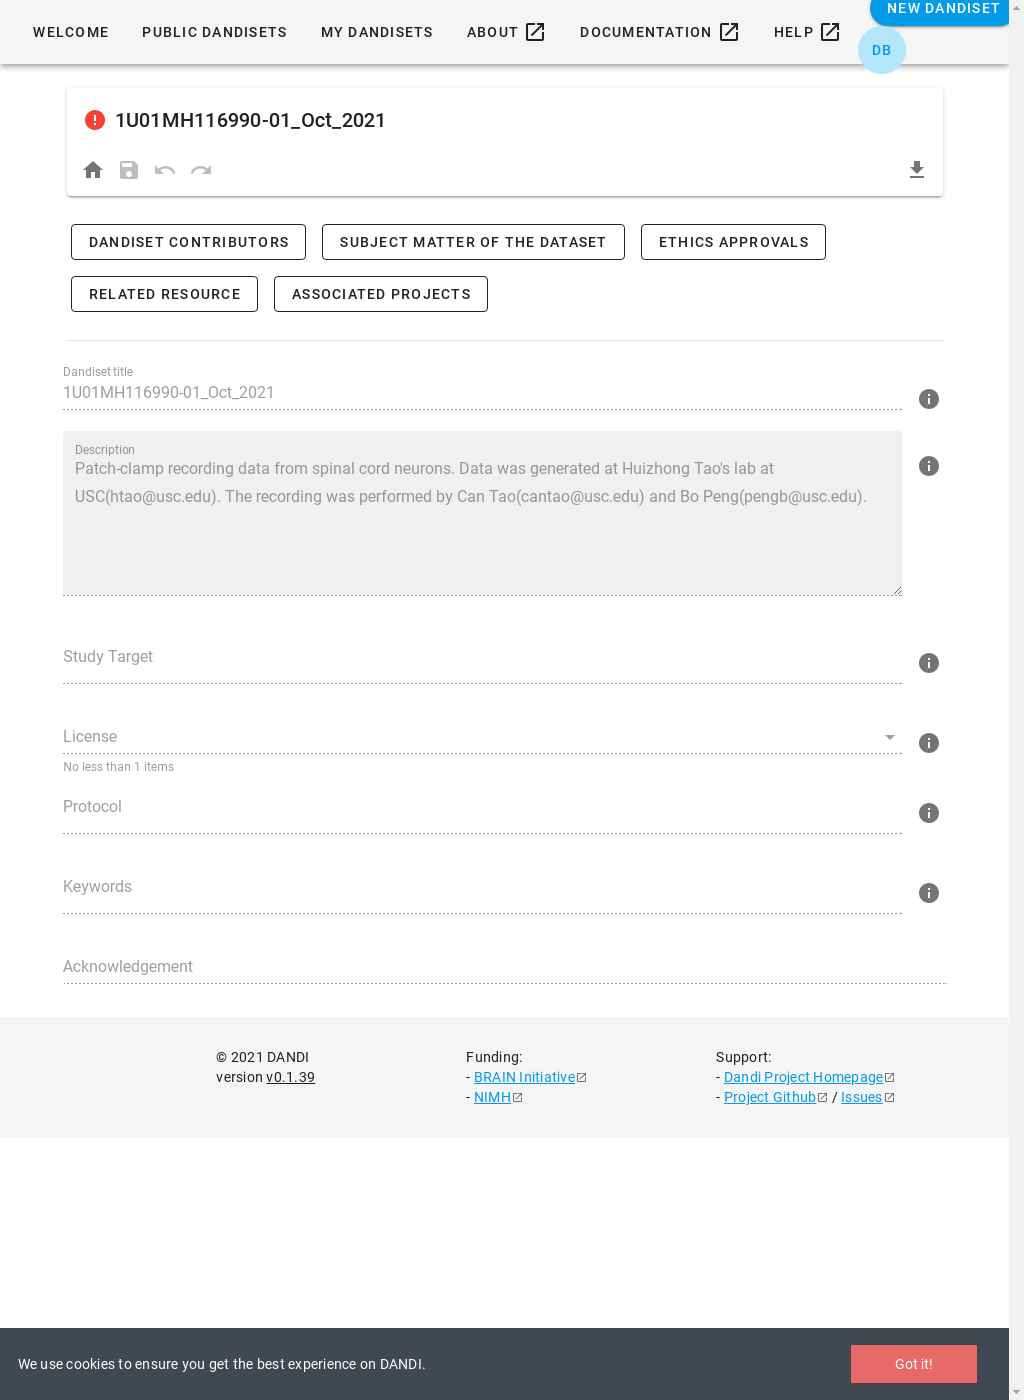 WELCOME
PUBLIC DANDISETS
MY DANDISETS
ABOUT
DOCUMENTATION
HELP
NEW DANDISET
DB
1U01MH116990-01_Oct_2021
DANDISET CONTRIBUTORS
SUBJECT MATTER OF THE DATASET
ETHICS APPROVALS
RELATED RESOURCE
ASSOCIATED PROJECTS
Dandiset title
1U01MH116990-01_Oct_2021
Description
Patch-clamp recording data from spinal cord neurons. Data was generated at Huizhong Tao's lab at
USC(htao@usc.edu). The recording was performed by Can Tao(cantao@usc.edu) and Bo Peng(pengb@usc.edu).
Study Target
License
No less than 1 items
Protocol
Keywords
Acknowledgement
© 2021 DANDI
version v0.1.39
Funding:
- BRAIN Initiative
- NIMH
Support:
- Dandi Project Homepage
- Project Github / Issues
We use cookies to ensure you get the best experience on DANDI.
Got it!